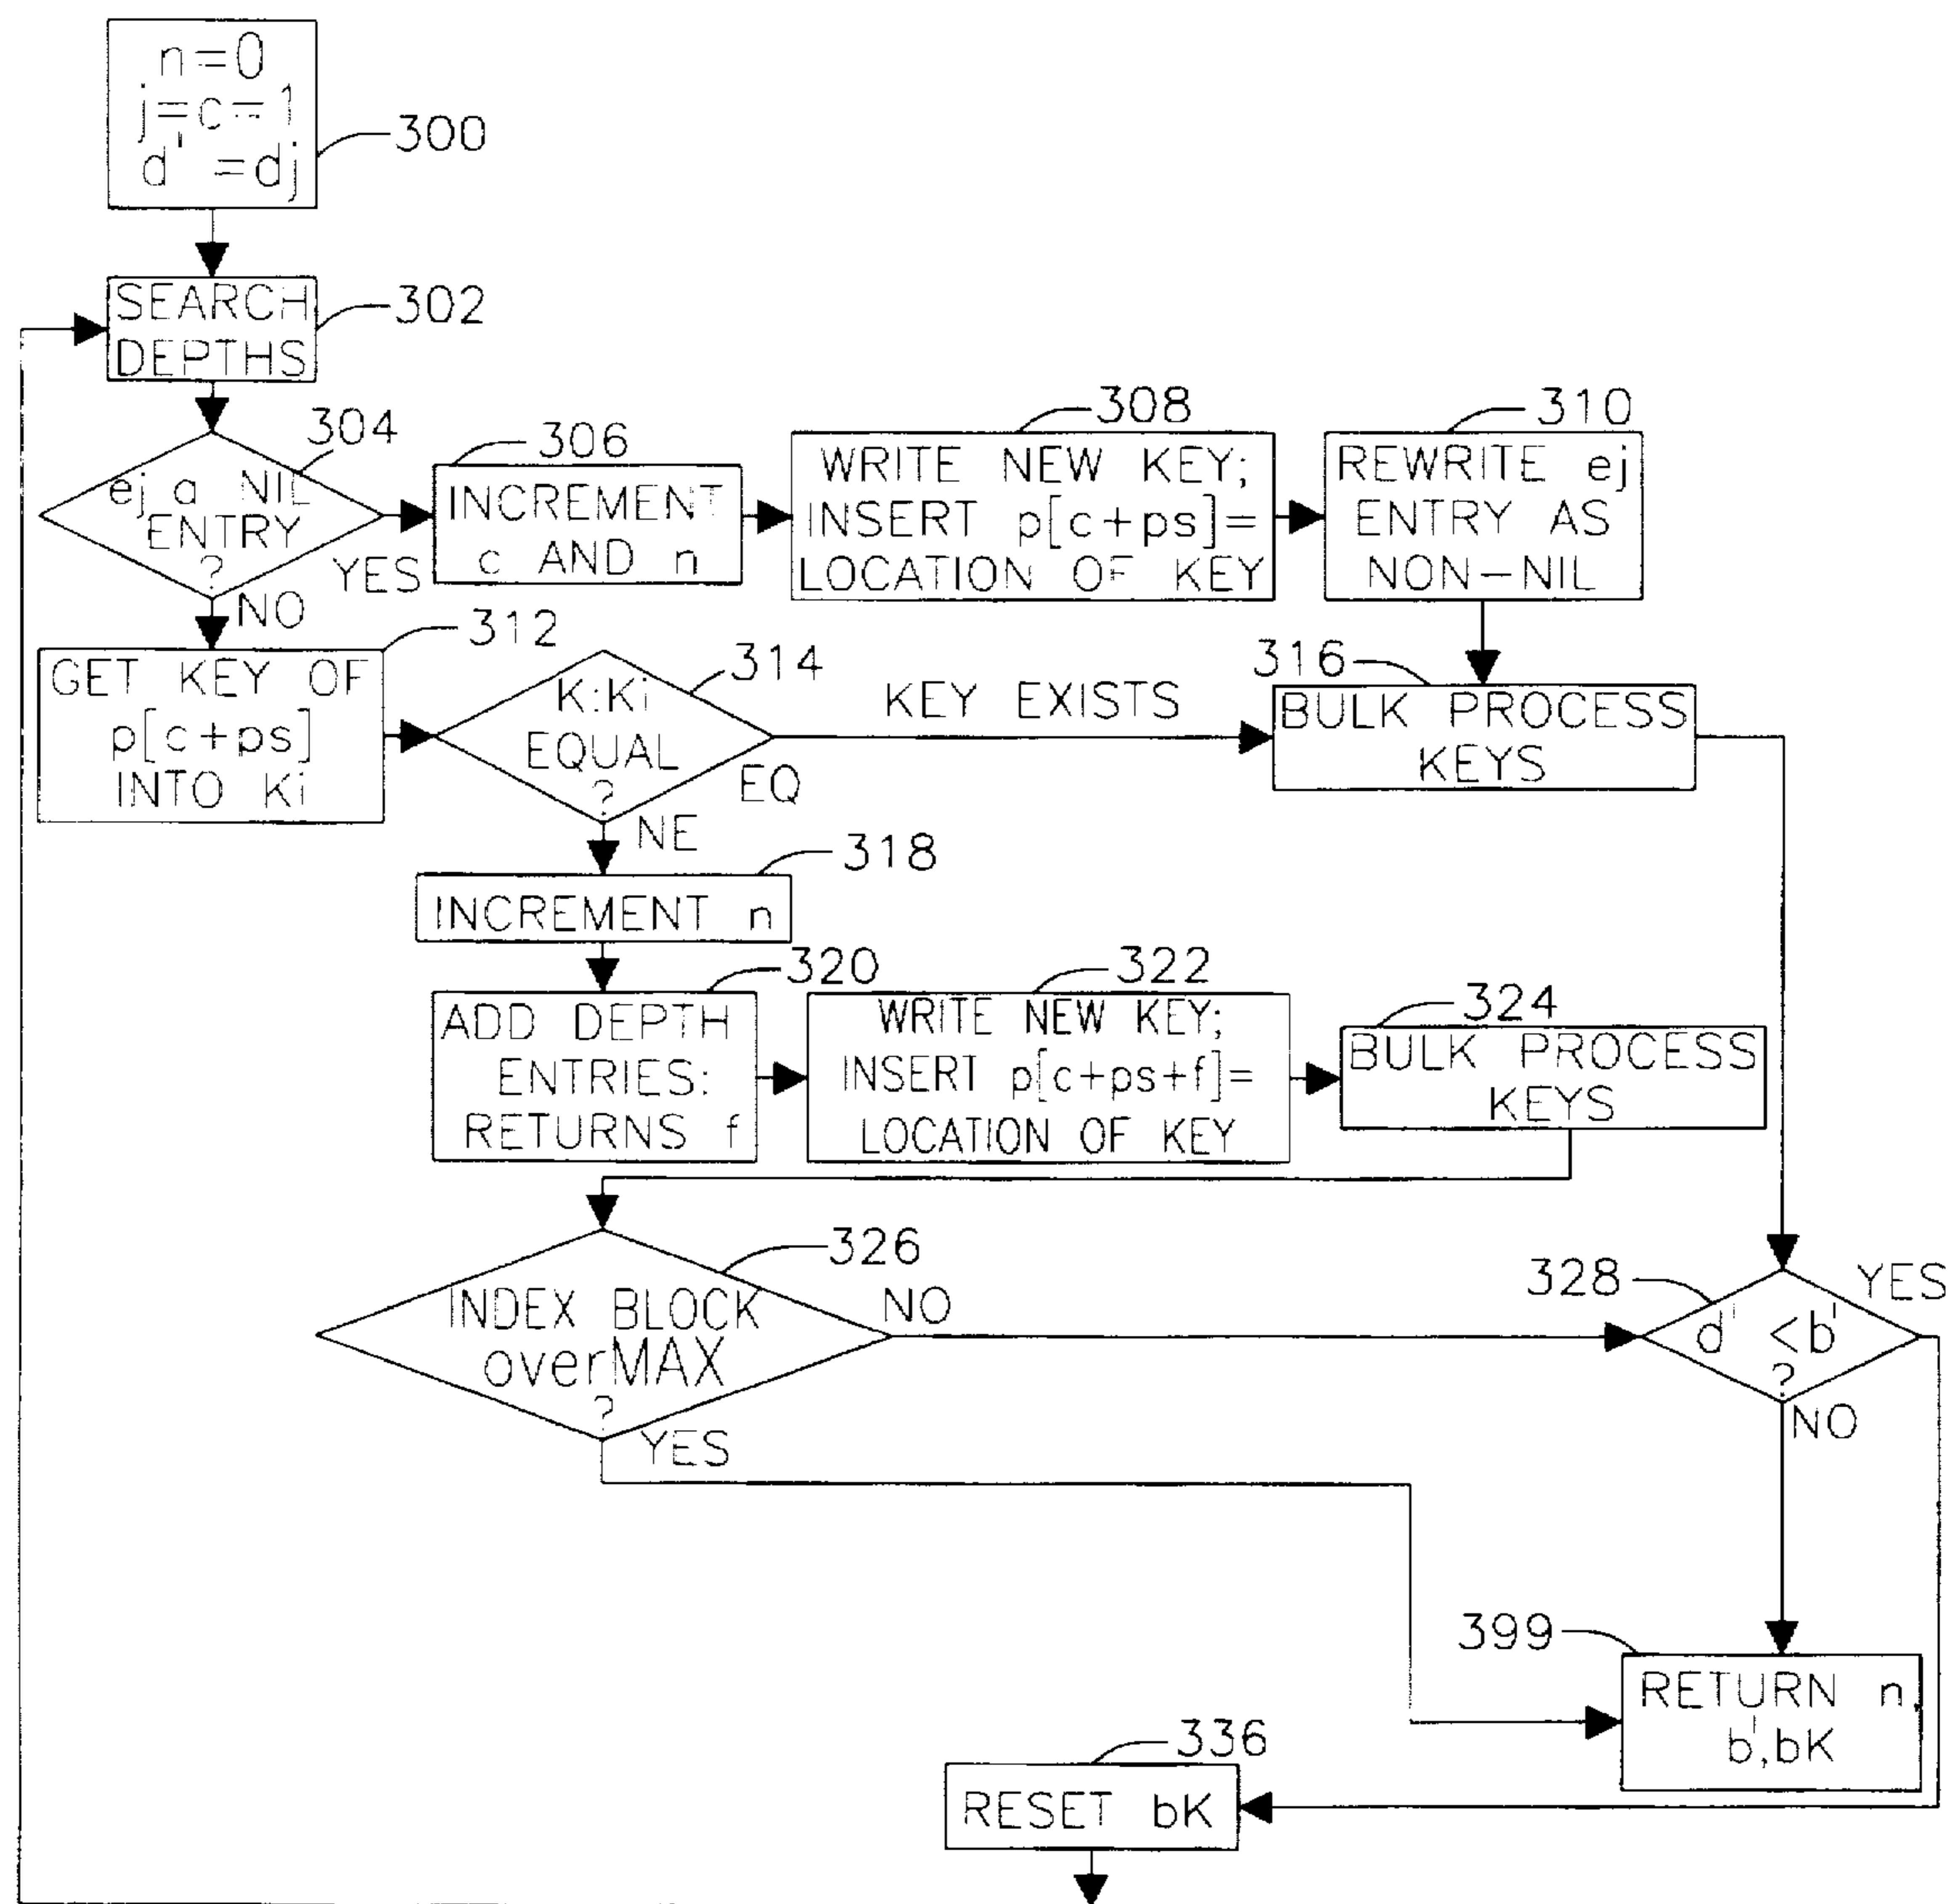 n=0
j=c=1
d' =dj
300
SEARCH
DEPTHS
302
304
ej a NIL
ENTRY
?
YES
NO
306
INCREMENT
c AND n
308
WRITE NEW KEY;
INSERT p[c+ps]=
LOCATION OF KEY
310
REWRITE ej
ENTRY AS
NON-NIL
312
GET KEY OF
p[c+ps]
INTO Ki
314
K:Ki
EQUAL
?
EQ
NE
KEY EXISTS
316
BULK PROCESS
KEYS
318
INCREMENT n
320
ADD DEPTH
ENTRIES:
RETURNS f
322
WRITE NEW KEY;
INSERT p[c+ps+f]=
LOCATION OF KEY
324
BULK PROCESS
KEYS
326
INDEX BLOCK
overMAX
?
NO
YES
328
d' <b'
?
YES
NO
399
RETURN n,
b',bK
336
RESET bK